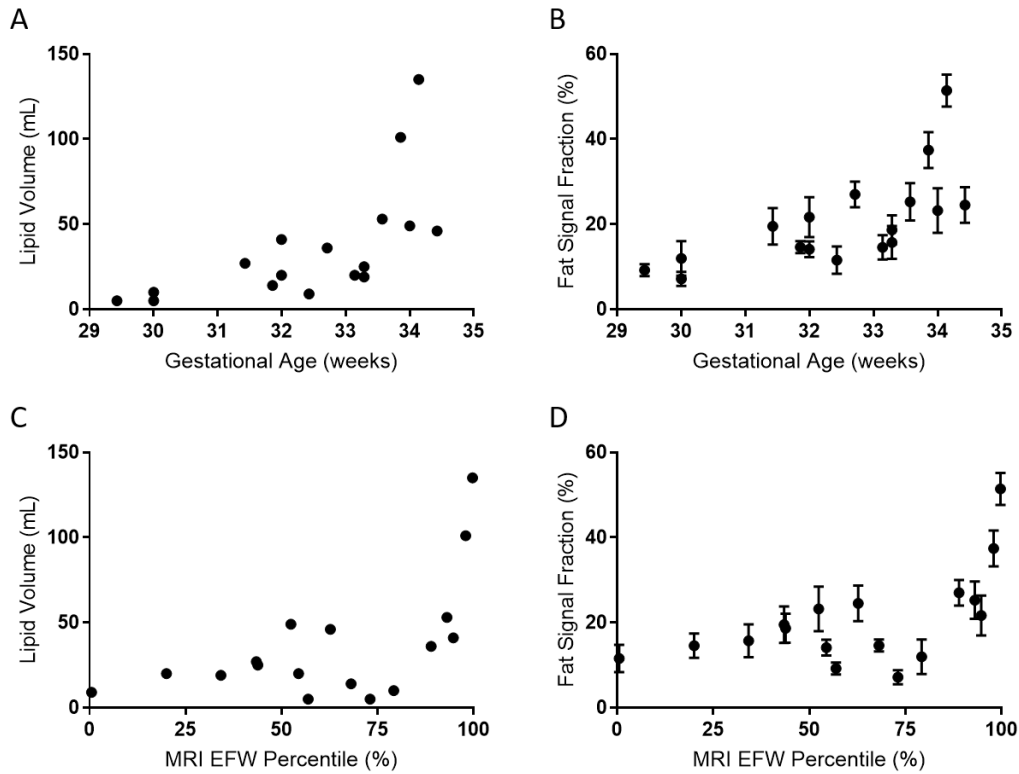 A
150
100
50
0
Lipid Volume (mL)
29 30 31 32 33 34 35
Gestational Age (weeks)
B
60
40
20
0
Fat Signal Fraction (%)
29 30 31 32 33 34 35
Gestational Age (weeks)
C
150
100
50
0
Lipid Volume (mL)
0 25 50 75 100
MRI EFW Percentile (%)
D
60
40
20
0
Fat Signal Fraction (%)
0 25 50 75 100
MRI EFW Percentile (%)